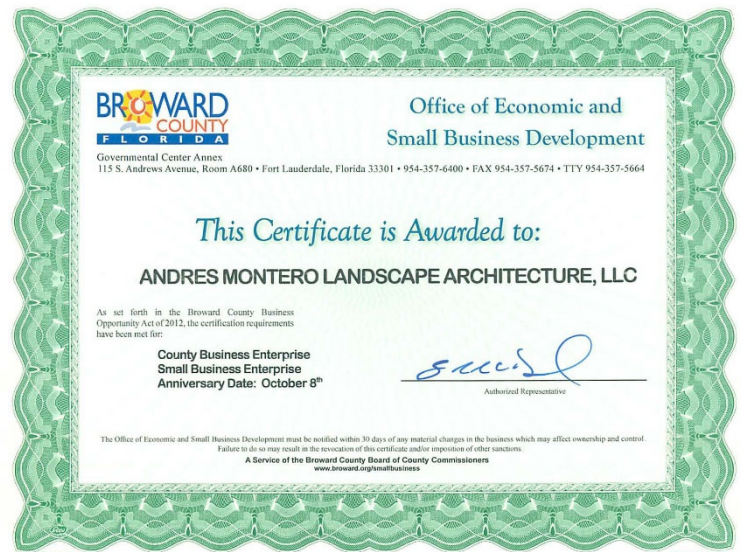 BROWARD
COUNTY
FLORIDA
Office of Economic and
Small Business Development
Governmental Center Annex
115 S. Andrews Avenue, Room A680 • Fort Lauderdale, Florida 33301 • 954-357-6400 • FAX 954-357-5674 • TTY 954-357-5664
This Certificate is Awarded to:
ANDRES MONTERO LANDSCAPE ARCHITECTURE, LLC
As set forth in the Broward County Business
Opportunity Act of 2012, the certification requirements
have been met for:
County Business Enterprise
Small Business Enterprise
Anniversary Date: October 8th
Authorized Representative
The Office of Economic and Small Business Development must be notified within 30 days of any material changes in the business which may affect ownership and control.
Failure to do so may result in the revocation of this certificate and/or imposition of other sanctions.
A Service of the Broward County Board of County Commissioners
www.broward.org/smallbusiness